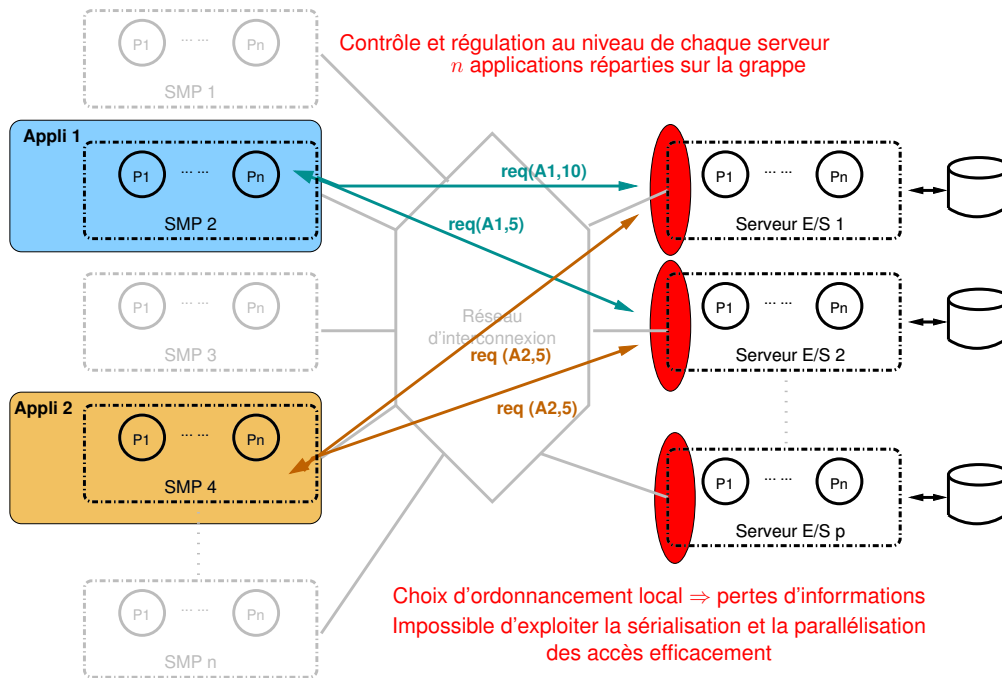 Contrôle et régulation au niveau de chaque serveur
n applications réparties sur la grappe
P1 ... ... Pn
SMP 1
Appli 1
P1 ... ... Pn
SMP 2
P1 ... ... Pn
SMP 3
Appli 2
P1 ... ... Pn
SMP 4
P1 ... ... Pn
SMP n
req(A1,10)
req(A1,5)
Réseau
d'interconnexion
req (A2,5)
req (A2,5)
P1 ... ... Pn
Serveur E/S 1
P1 ... ... Pn
Serveur E/S 2
P1 ... ... Pn
Serveur E/S p
Choix d'ordonnancement local ⇒ pertes d'inforrmations
Impossible d'exploiter la sérialisation et la parallélisation
des accès efficacement